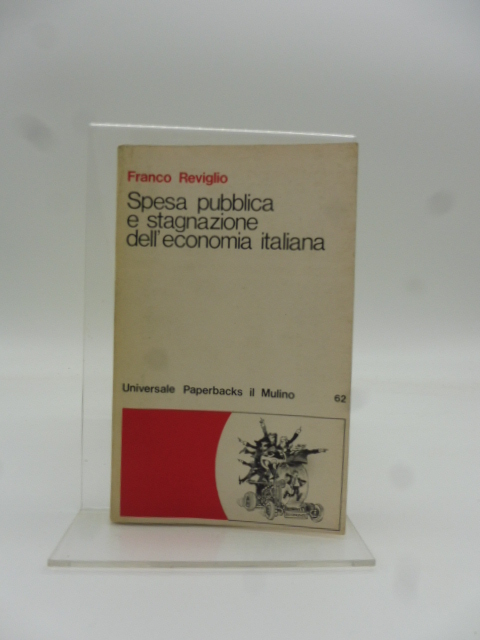 Franco Reviglio
Spesa pubblica
e stagnazione
dell'economia italiana
Universale Paperbacks il Mulino 62